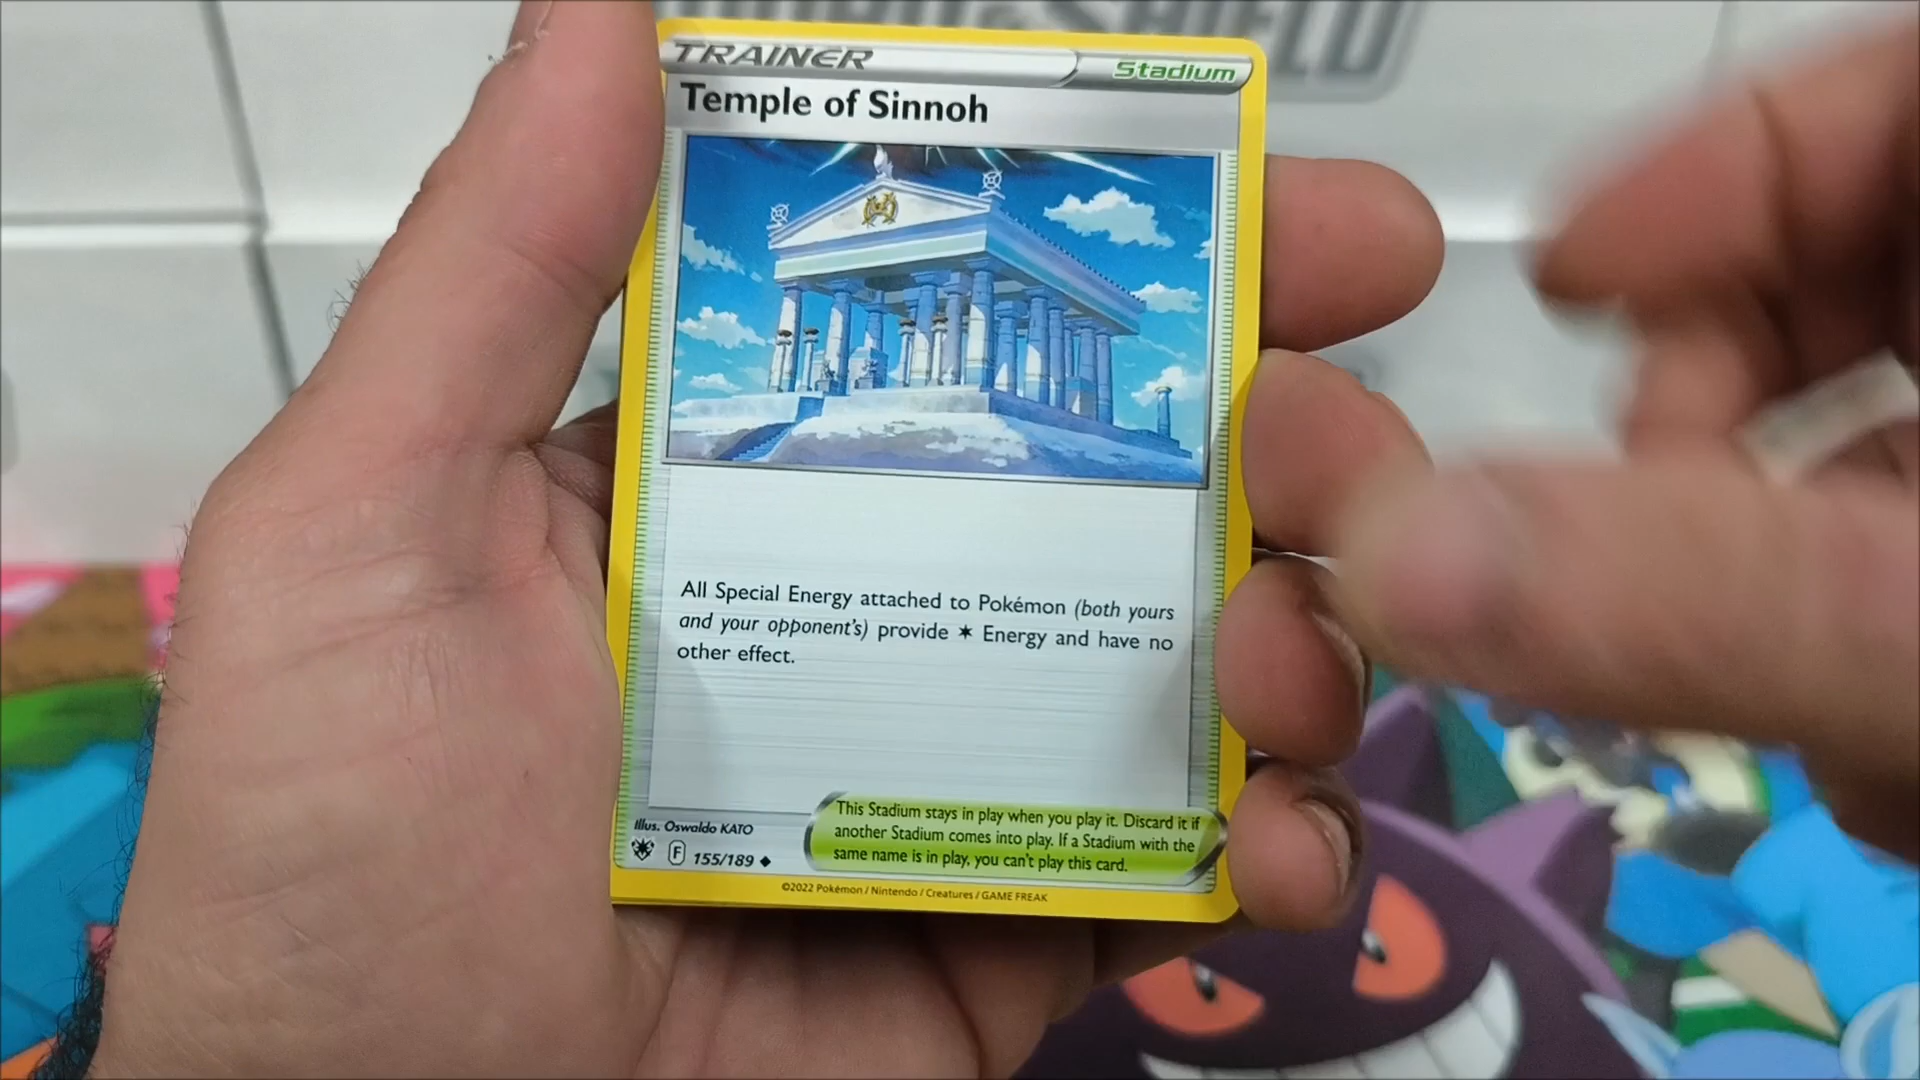 SHIELD
TRAINER
Stadium
Temple of Sinnoh
All Special Energy attached to Pokémon (both yours
and your opponent's) provide ✶ Energy and have no
other effect.
This Stadium stays in play when you play it. Discard it if
another Stadium comes into play. If a Stadium with the
same name is in play, you can't play this card.
Illus. Oswaldo KATO
F 155/189 ◆
©2022 Pokémon / Nintendo / Creatures / GAME FREAK